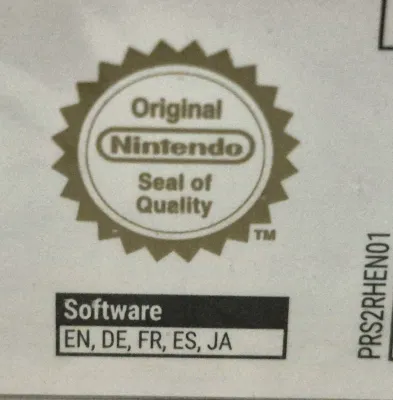 Original
Nintendo
Seal of
Quality
TM
Software
EN, DE, FR, ES, JA
PRS2RHEN01